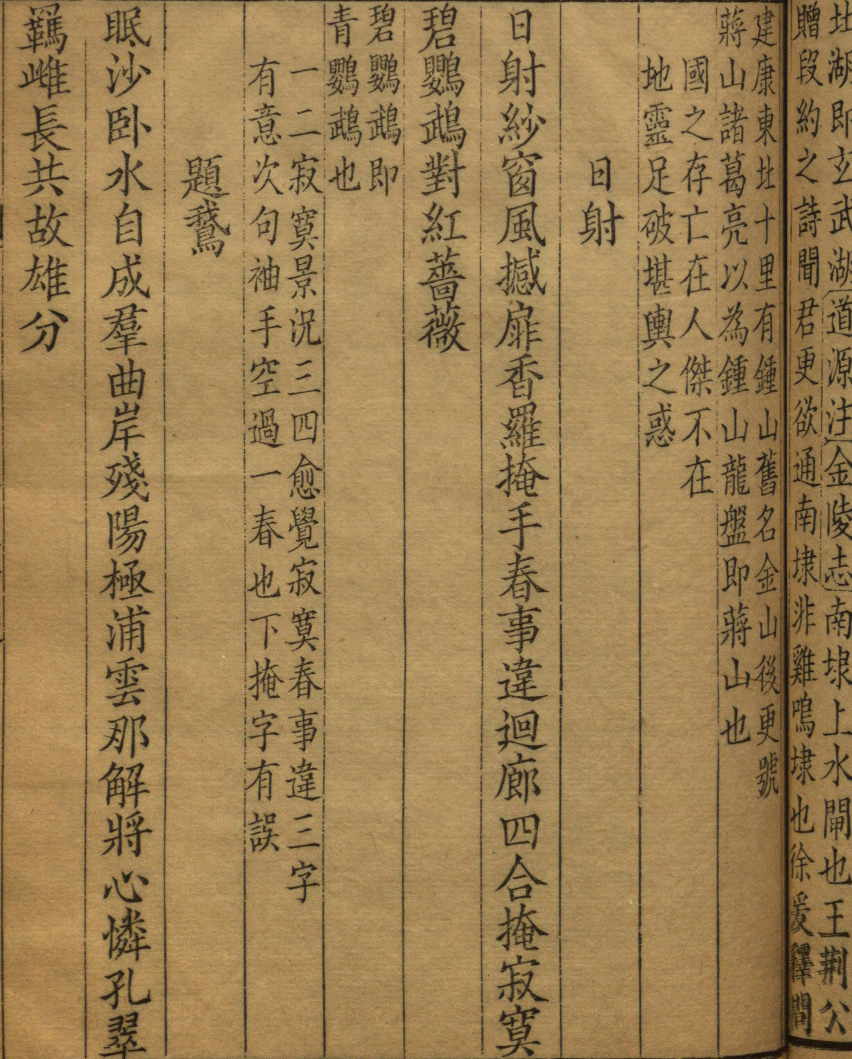 北湖即玄武湖道源注金陵志南埭上水閘也王荆公
贈段約之詩聞君更欲通南埭非雞鳴埭也徐爰釋問
建康東北十里有鍾山舊名金山後更號
蔣山諸葛亮以為鍾山龍盤即蔣山也
國之存亡在人傑不在
地靈足破堪輿之惑
日射
日射紗窗風撼扉香羅掩手春事違迴廊四合掩寂寞
碧鸚鵡對紅薔薇
碧鸚鵡即
青鸚鵡也
一二寂寞景況三四愈覺寂寞春事違三字
有意次句袖手空過一春也下掩字有誤
題鵞
眠沙卧水自成羣曲岸殘陽極浦雲那解將心憐孔翠
羈雌長共故雄分